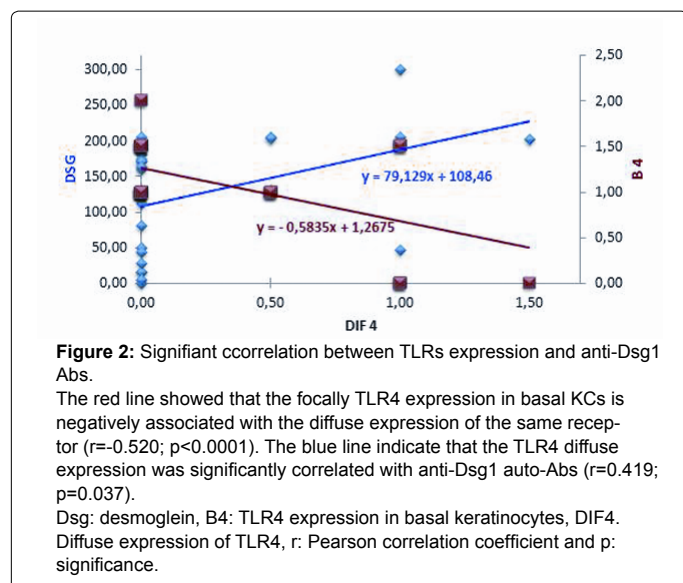 2,50
300,00
250,00
2,00
200,00
1,50
DSG
150,00
y = 79,129x + 108,46
B 4
1,00
100,00
y = - 0,5835x + 1,2675
0,50
50,00
0,00
0,00
0,00
0,50
1,00
1,50
DIF 4
Figure 2: Signifiant ccorrelation between TLRs expression and anti-Dsg1
Abs.
The red line showed that the focally TLR4 expression in basal KCs is
negatively associated with the diffuse expression of the same recep-
tor (r=-0.520; p<0.0001). The blue line indicate that the TLR4 diffuse
expression was significantly correlated with anti-Dsg1 auto-Abs (r=0.419;
p=0.037).
Dsg: desmoglein, B4: TLR4 expression in basal keratinocytes, DIF4.
Diffuse expression of TLR4, r: Pearson correlation coefficient and p:
significance.